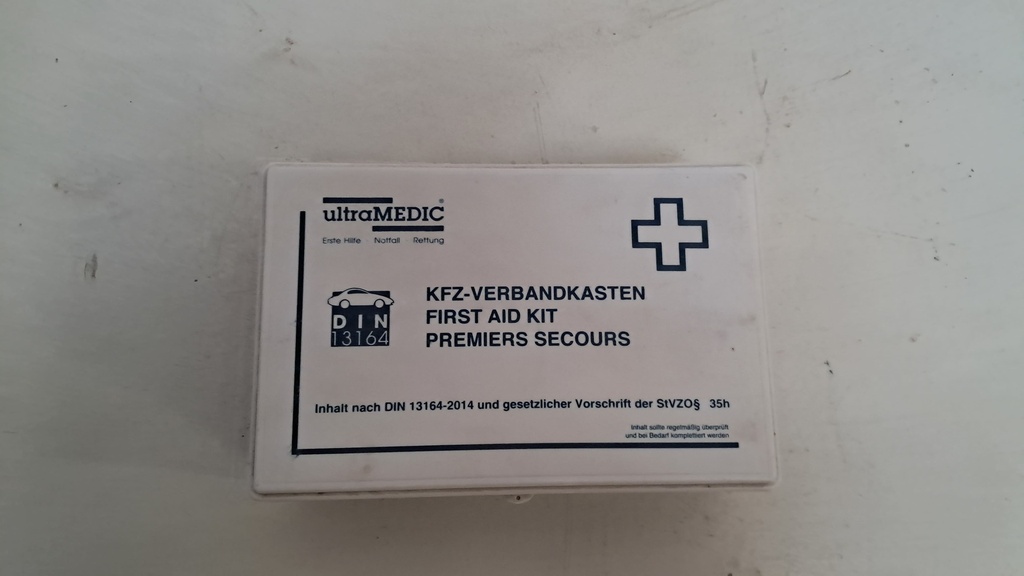 ultraMEDIC®
Erste Hilfe Notfall Rettung
DIN
13164
KFZ-VERBANDKASTEN
FIRST AID KIT
PREMIERS SECOURS
Inhalt nach DIN 13164-2014 und gesetzlicher Vorschrift der StVZO§ 35h
Inhalt sollte regelmäßig überprüft
und bei Bedarf komplettiert werden